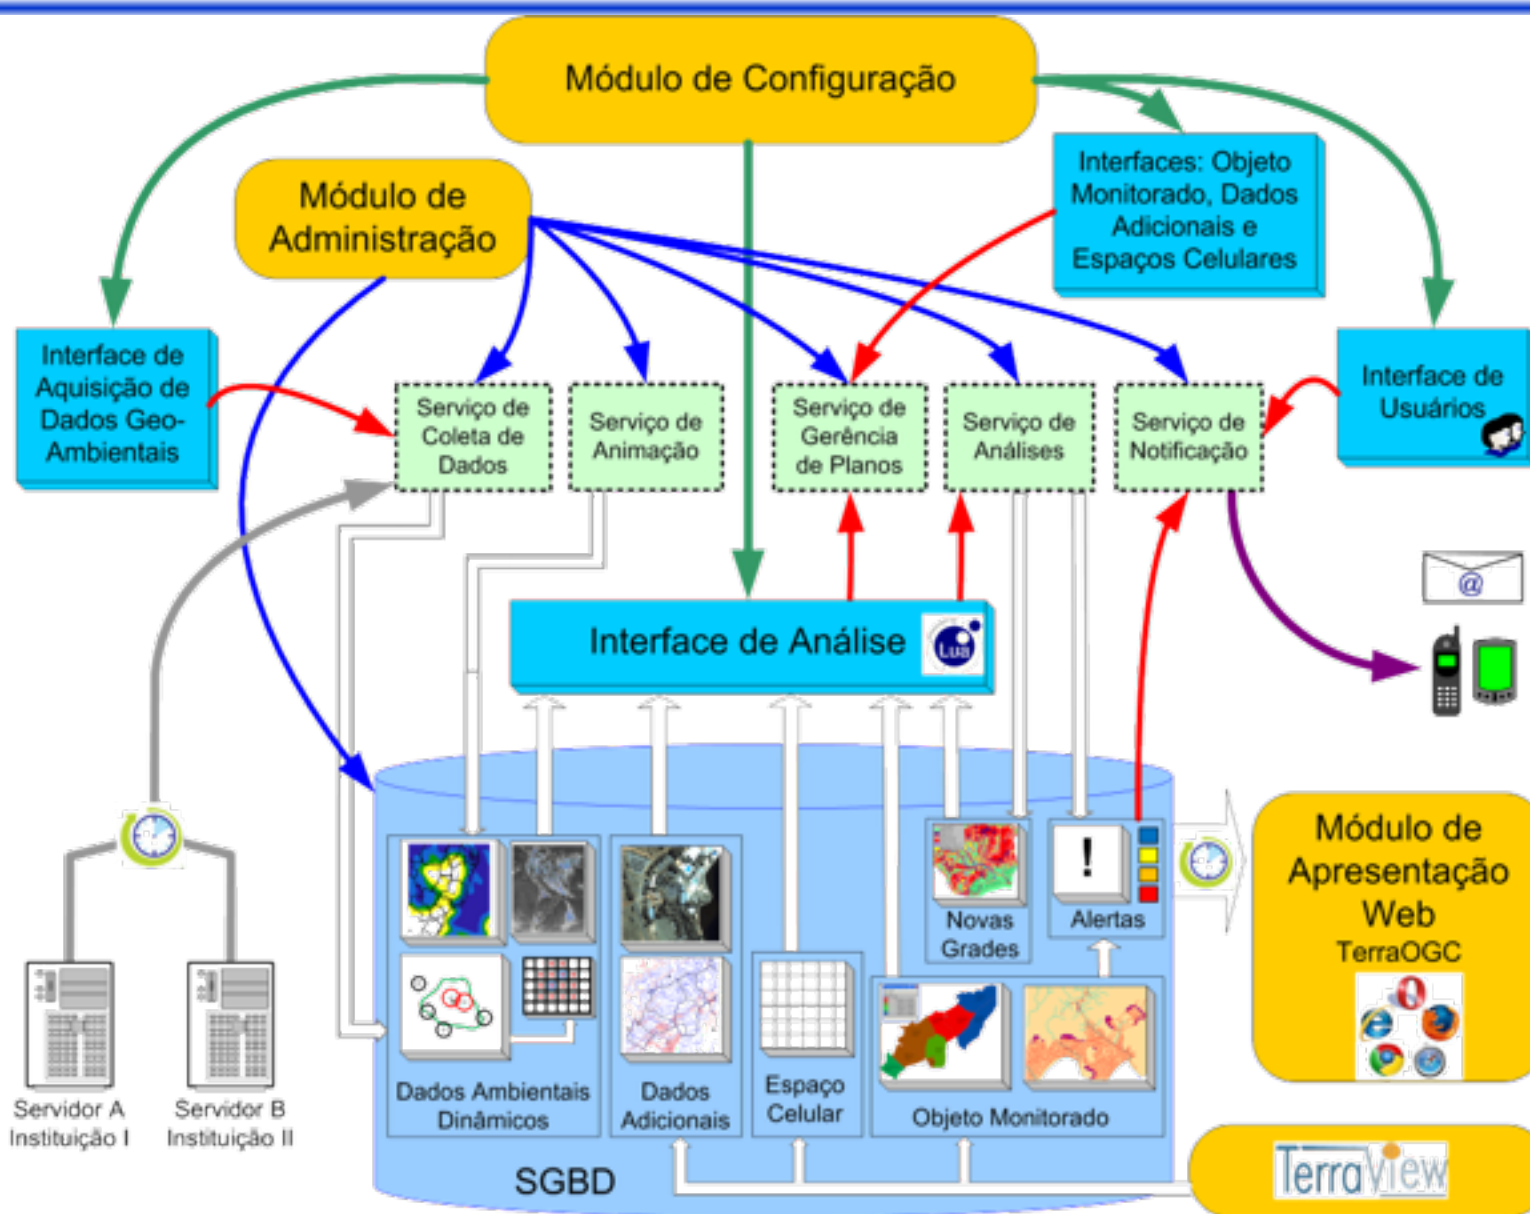 Módulo de Configuração
Módulo de
Administração
Interfaces: Objeto
Monitorado, Dados
Adicionais e
Espaços Celulares
Interface de
Aquisição de
Dados Geo-
Ambientais
Serviço de
Coleta de
Dados
Serviço de
Animação
Serviço de
Gerência
de Planos
Serviço de
Análises
Serviço de
Notificação
Interface de
Usuários
@
Interface de Análise
Lua
Novas
Grades
!
Alertas
Módulo de
Apresentação
Web
TerraOGC
Servidor A
Instituição I
Servidor B
Instituição II
Dados Ambientais
Dinâmicos
Dados
Adicionais
Espaço
Celular
Objeto Monitorado
SGBD
TerraView